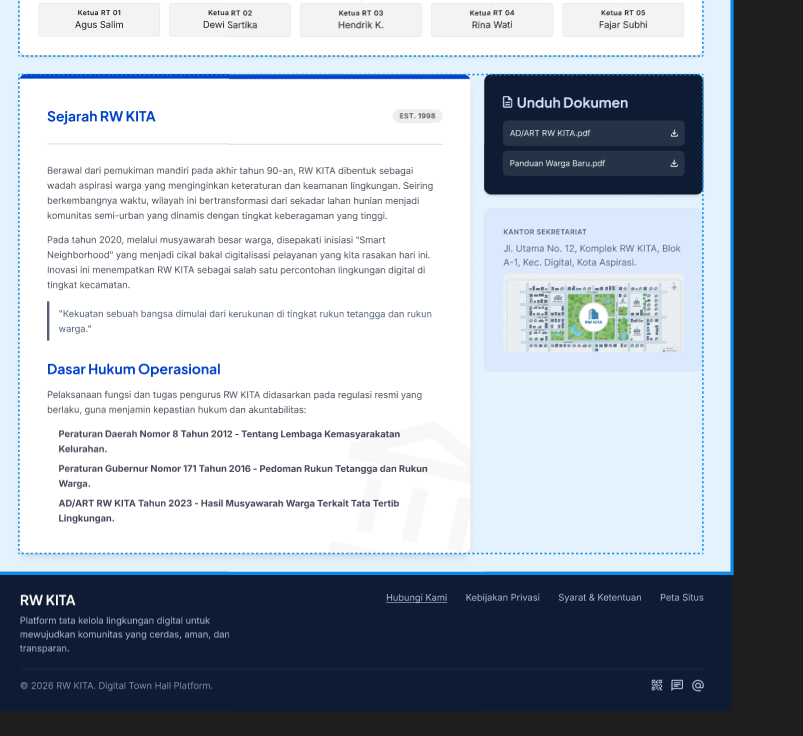 Ketua RT 01
Agus Salim
Ketua RT 02
Dewi Sartika
Ketua RT 03
Hendrik K.
Ketua RT 04
Rina Wati
Ketua RT 05
Fajar Subhi
Sejarah RW KITA
EST. 1998
Berawal dari pemukiman mandiri pada akhir tahun 90-an, RW KITA dibentuk sebagai
wadah aspirasi warga yang menginginkan keteraturan dan keamanan lingkungan. Seiring
berkembangnya waktu, wilayah ini bertransformasi dari sekadar lahan hunian menjadi
komunitas semi-urban yang dinamis dengan tingkat keberagaman yang tinggi.
Pada tahun 2020, melalui musyawarah besar warga, disepakati inisiasi "Smart
Neighborhood" yang menjadi cikal bakal digitalisasi pelayanan yang kita rasakan hari ini.
Inovasi ini menempatkan RW KITA sebagai salah satu percontohan lingkungan digital di
tingkat kecamatan.
"Kekuatan sebuah bangsa dimulai dari kerukunan di tingkat rukun tetangga dan rukun
warga."
Dasar Hukum Operasional
Pelaksanaan fungsi dan tugas pengurus RW KITA didasarkan pada regulasi resmi yang
berlaku, guna menjamin kepastian hukum dan akuntabilitas:
Peraturan Daerah Nomor 8 Tahun 2012 - Tentang Lembaga Kemasyarakatan
Kelurahan.
Peraturan Gubernur Nomor 171 Tahun 2016 - Pedoman Rukun Tetangga dan Rukun
Warga.
AD/ART RW KITA Tahun 2023 - Hasil Musyawarah Warga Terkait Tata Tertib
Lingkungan.
Unduh Dokumen
AD/ART RW KITA.pdf
Panduan Warga Baru.pdf
KANTOR SEKRETARIAT
Jl. Utama No. 12, Komplek RW KITA, Blok
A-1, Kec. Digital, Kota Aspirasi.
RW KITA
RW KITA
Platform tata kelola lingkungan digital untuk
mewujudkan komunitas yang cerdas, aman, dan
transparan.
Hubungi Kami
Kebijakan Privasi
Syarat & Ketentuan
Peta Situs
© 2026 RW KITA. Digital Town Hall Platform.